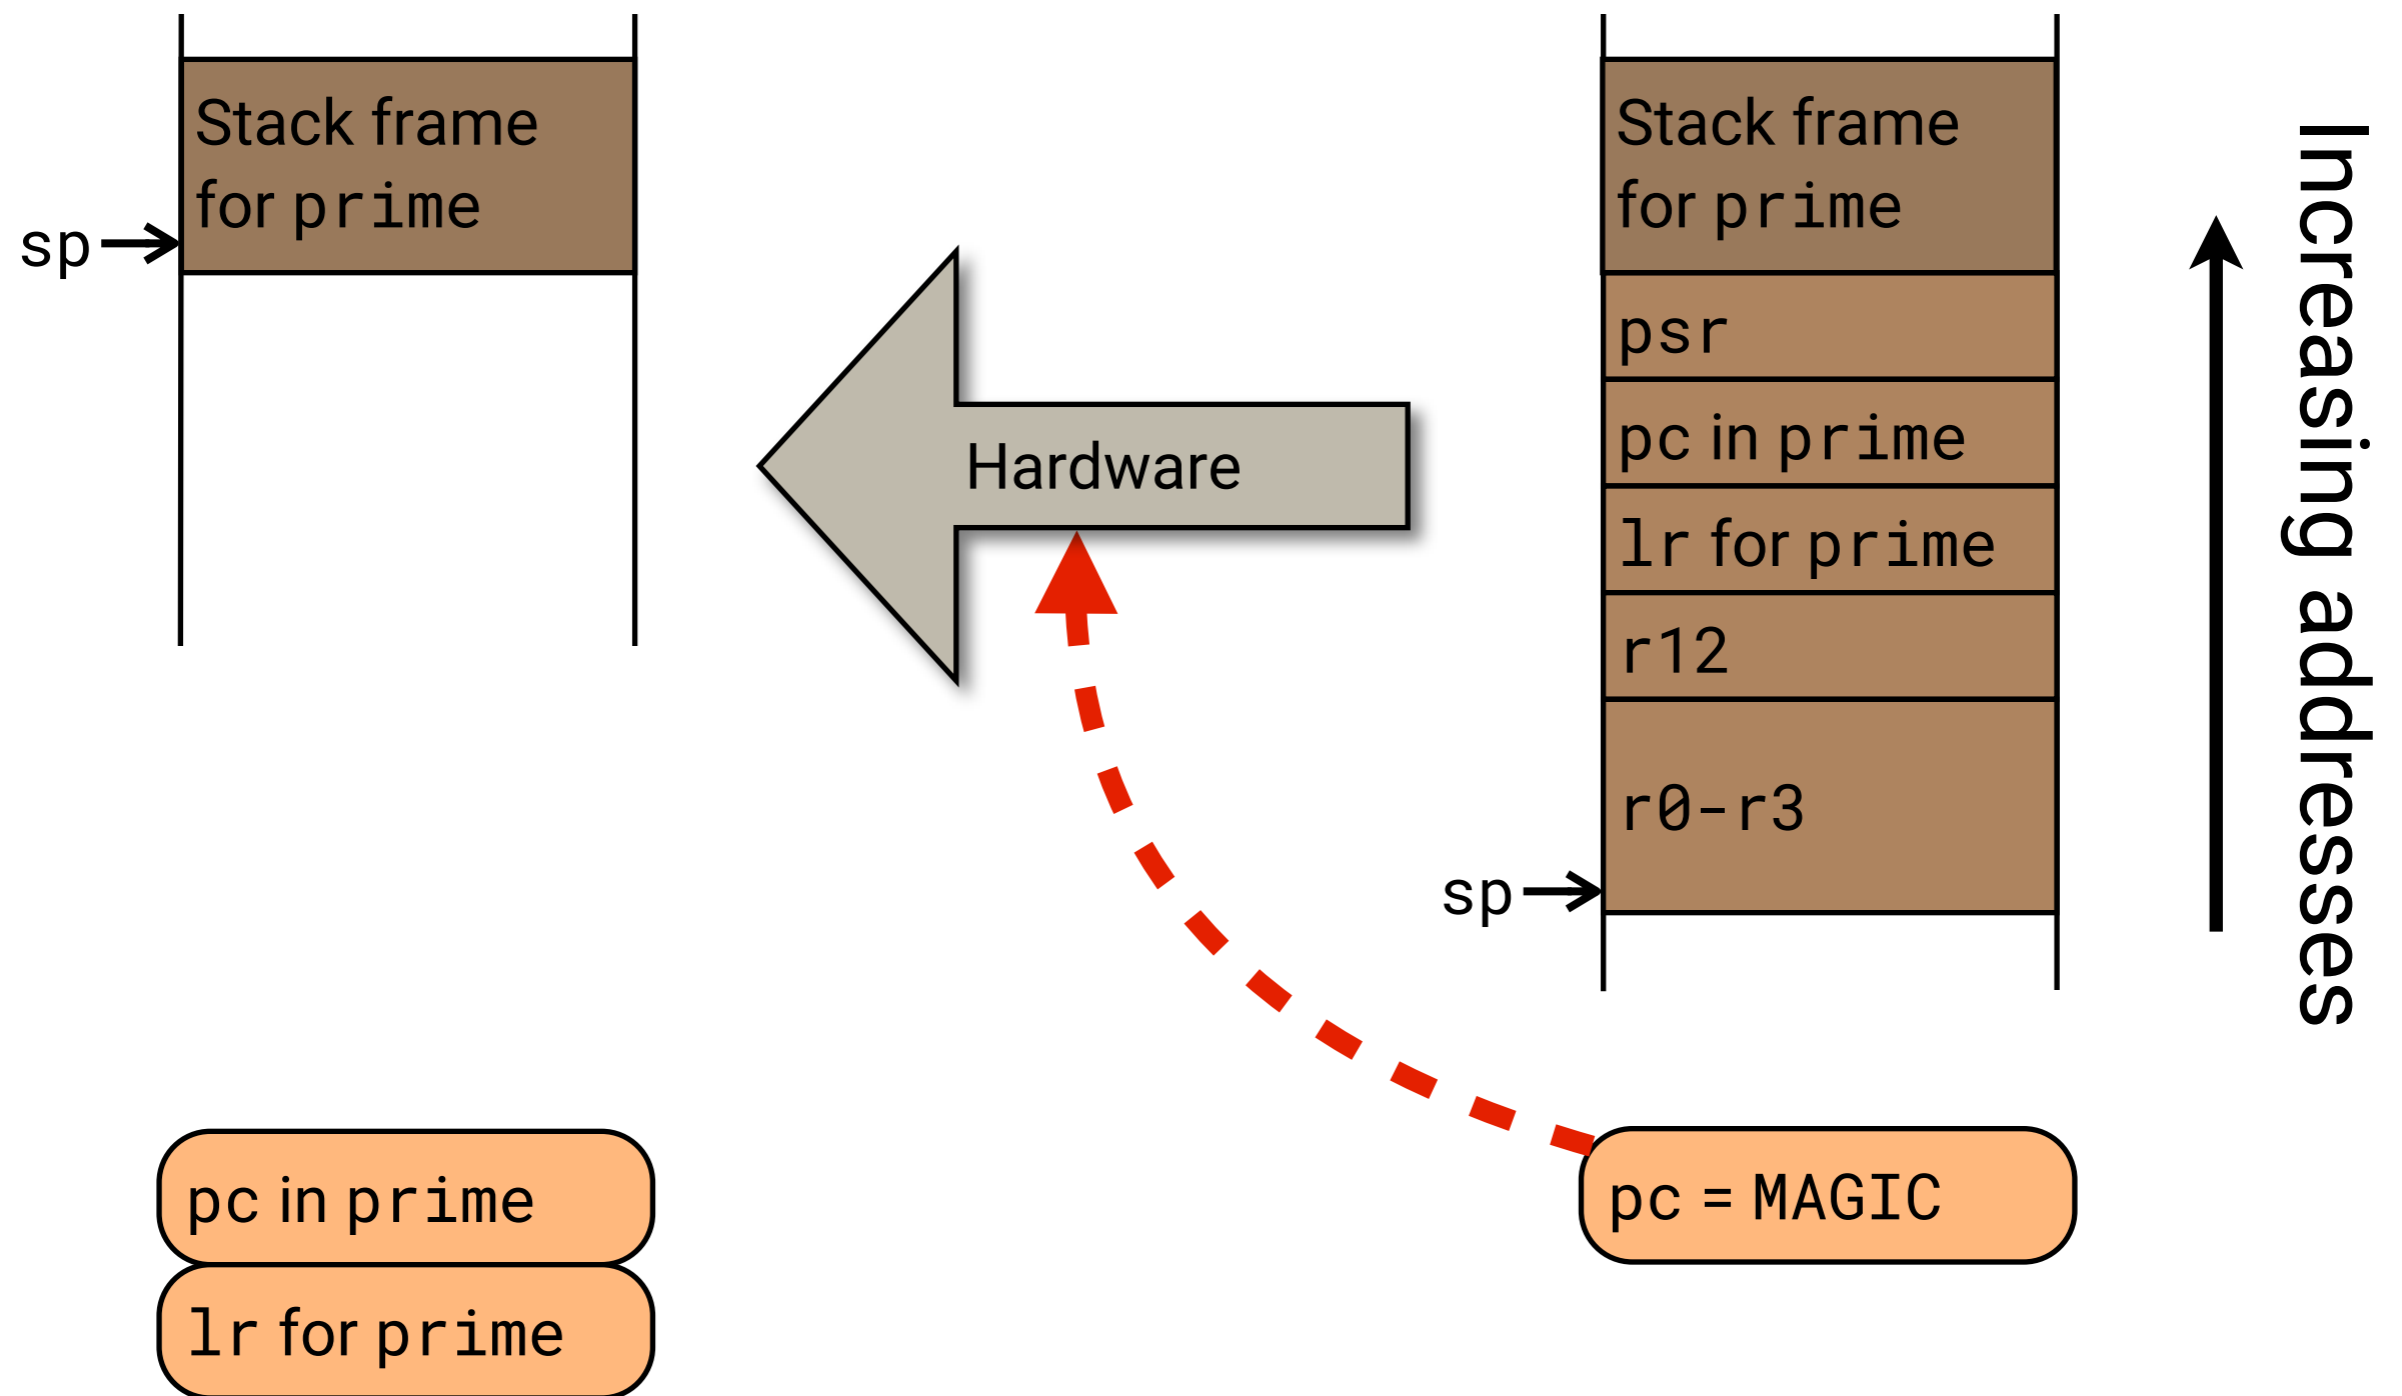 Stack frame
for prime
sp
pc in prime
lr for prime
Hardware
Stack frame
for prime
psr
pc in prime
lr for prime
r12
r0-r3
sp
pc = MAGIC
Increasing addresses